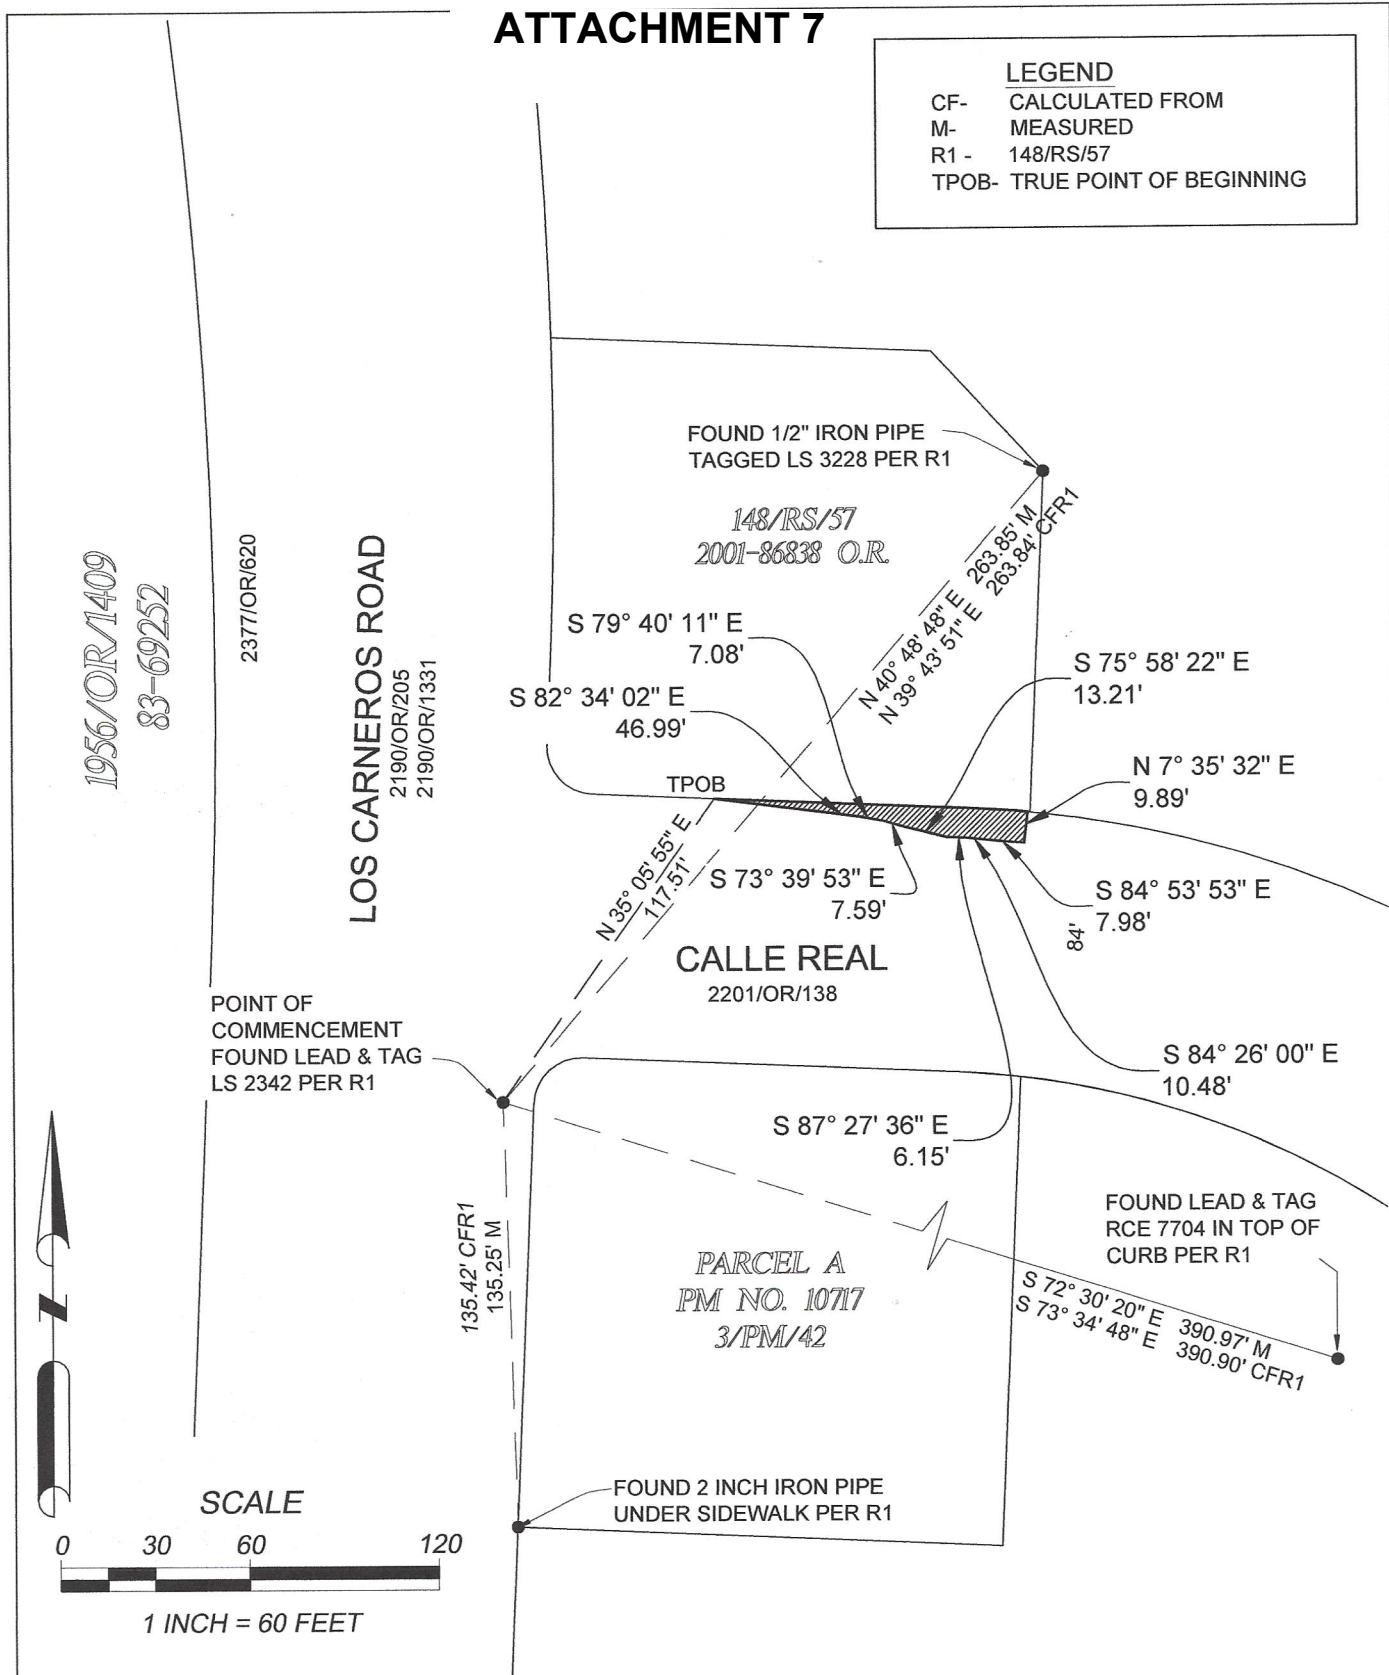 ATTACHMENT 7
LEGEND
CF- CALCULATED FROM
M- MEASURED
R1 - 148/RS/57
TPOB- TRUE POINT OF BEGINNING
FOUND 1/2" IRON PIPE
TAGGED LS 3228 PER R1
148/RS/57
2001-86838 O.R.
1956/OR/1409
83-69252
2377/OR/620
LOS CARNEROS ROAD
2190/OR/205
2190/OR/1331
N 40° 48' 48" E 263.85' M
N 39° 43' 51" E 263.84' CFR1
S 79° 40' 11" E
7.08'
S 75° 58' 22" E
13.21'
S 82° 34' 02" E
46.99'
TPOB
N 7° 35' 32" E
9.89'
N 35° 05' 55" E
117.51'
S 73° 39' 53" E
7.59'
S 84° 53' 53" E
7.98'
84'
CALLE REAL
2201/OR/138
POINT OF
COMMENCEMENT
FOUND LEAD & TAG
LS 2342 PER R1
S 84° 26' 00" E
10.48'
S 87° 27' 36" E
6.15'
135.42' CFR1
135.25' M
PARCEL A
PM NO. 10717
3/PM/42
FOUND LEAD & TAG
RCE 7704 IN TOP OF
CURB PER R1
S 72° 30' 20" E 390.97' M
S 73° 34' 48" E 390.90' CFR1
N
FOUND 2 INCH IRON PIPE
UNDER SIDEWALK PER R1
SCALE
0 30 60 120
1 INCH = 60 FEET